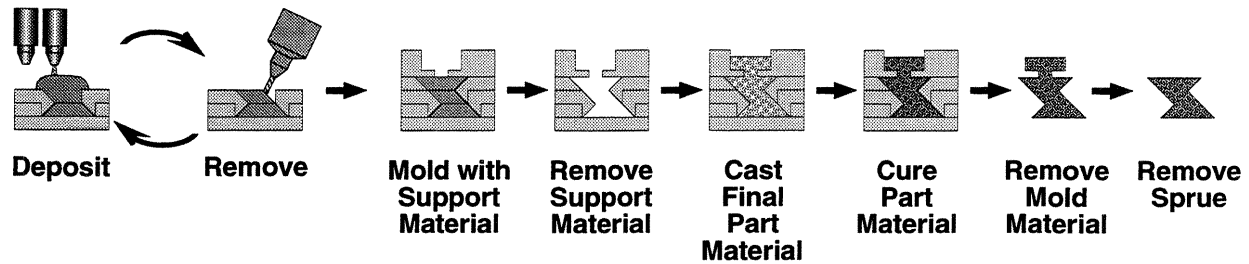 Deposit
Remove
Mold with
Support
Material
Remove
Support
Material
Cast
Final
Part
Material
Cure
Part
Material
Remove
Mold
Material
Remove
Sprue